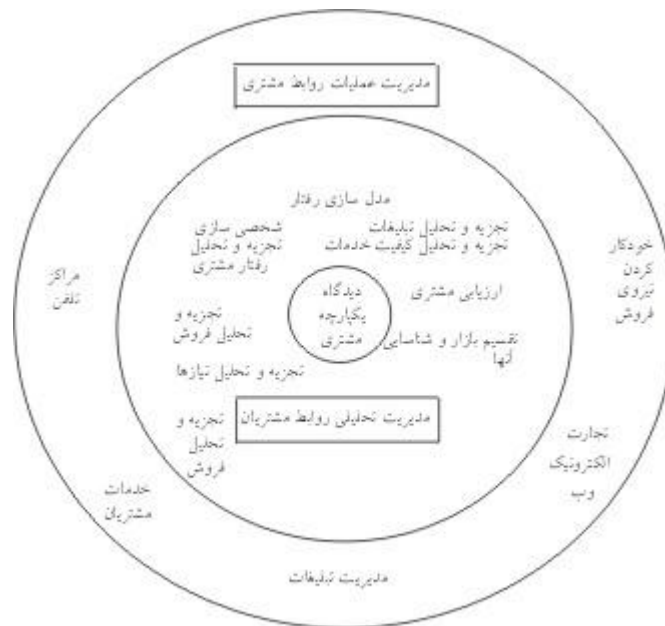 مدیریت عملیات روابط مشتری
مدل سازی رفتار
تجزیه و تحلیل تبلیغات
تجزیه و تحلیل کیفیت خدمات
شخصی سازی
تجزیه و تحلیل
رفتار مشتری
خودکار
کردن
نیروی
فروش
مراکز
تلفن
دیدگاه
یکپارچه
مشتری
ارزیابی مشتری
تقسیم بازار و شناسایی
آنها
تجزیه و
تحلیل فروش
تجزیه و تحلیل نیازها
مدیریت تحلیلی روابط مشتریان
تجزیه و
تحلیل
فروش
تجارت
الکترونیک
وب
خدمات
مشتریان
مدیریت تبلیغات